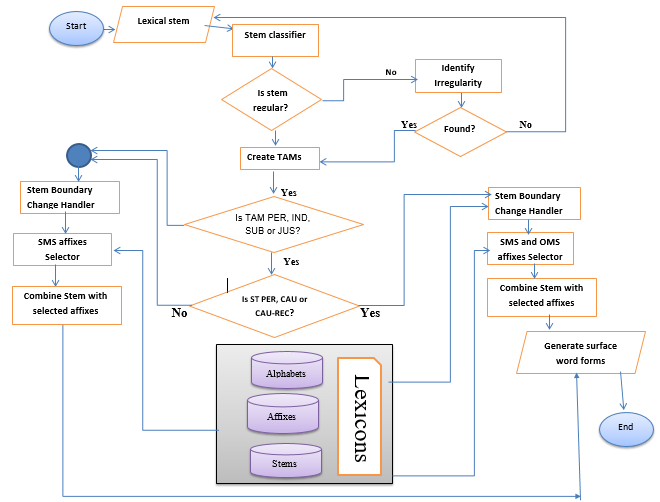 Start
Lexical stem
Stem classifier
Is stem
regular?
No
Identify
Irregularity
Found?
Yes
No
Create TAMs
Yes
Is TAM PER, IND,
SUB or JUS?
Yes
Is ST PER, CAU or
CAU-REC?
No
Yes
Stem Boundary
Change Handler
SMS affixes
Selector
Combine Stem with
selected affixes
Stem Boundary
Change Handler
SMS and OMS
affixes Selector
Combine Stem with
selected affixes
Generate surface
word forms
End
Alphabets
Affixes
Stems
Lexicons